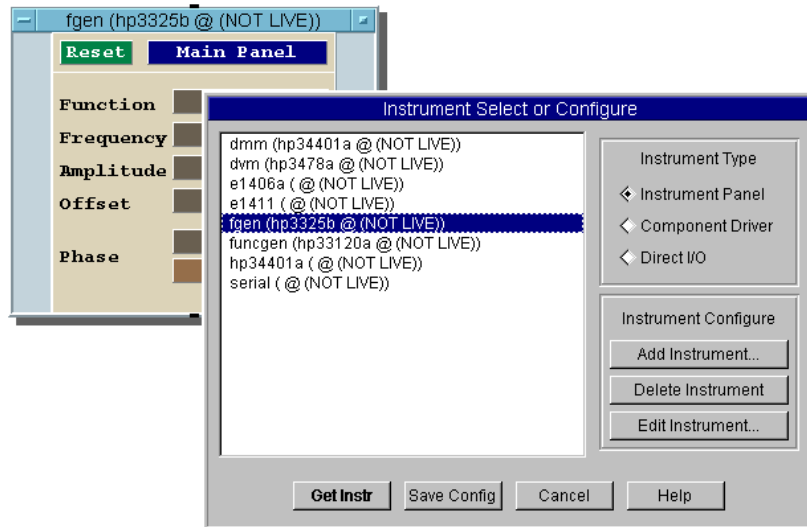 fgen (hp3325b @ (NOT LIVE))
Reset Main Panel
Function
Frequency
Amplitude
Offset
Phase
Instrument Select or Configure
dmm (hp34401a @ (NOT LIVE))
dvm (hp3478a @ (NOT LIVE))
e1406a ( @ (NOT LIVE))
e1411 ( @ (NOT LIVE))
fgen (hp3325b @ (NOT LIVE))
funcgen (hp33120a @ (NOT LIVE))
hp34401a ( @ (NOT LIVE))
serial ( @ (NOT LIVE))
Instrument Type
Instrument Panel
Component Driver
Direct I/O
Instrument Configure
Add Instrument...
Delete Instrument
Edit Instrument...
Get Instr Save Config Cancel Help